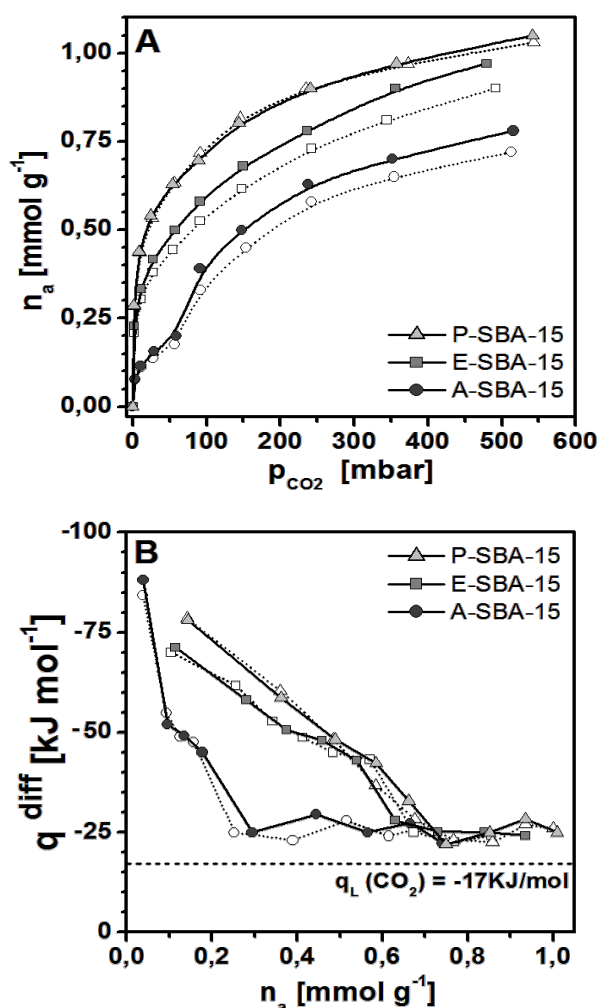 A
1,00
0,75
0,50
0,25
0,00
n_a [mmol g^-1]
P-SBA-15
E-SBA-15
A-SBA-15
0 100 200 300 400 500 600
p_CO2 [mbar]
B
-100
-75
-50
-25
0
q^diff [kJ mol^-1]
P-SBA-15
E-SBA-15
A-SBA-15
q_L (CO_2) = -17KJ/mol
0,0 0,2 0,4 0,6 0,8 1,0
n_a [mmol g^-1]